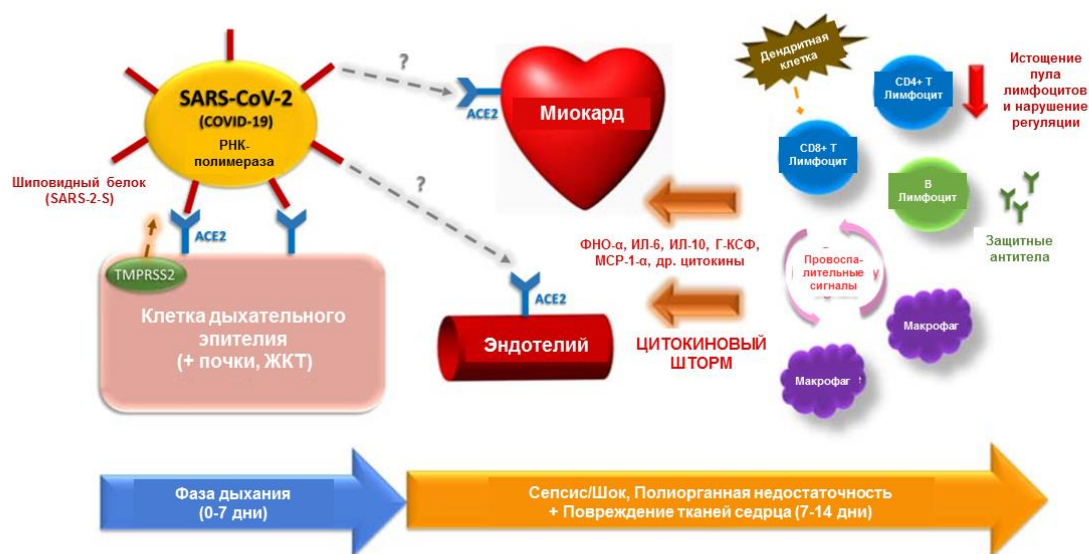 SARS-CoV-2
(COVID-19)
РНК-
полимераза
Шиповидный белок
(SARS-2-S)
ACE2
TMPRSS2
Клетка дыхательного
эпителия
(+ почки, ЖКТ)
?
?
ACE2
Миокард
ACE2
Эндотелий
ФНО-α, ИЛ-6, ИЛ-10, Г-КСФ,
МСР-1-α, др. цитокины
ЦИТОКИНОВЫЙ
ШТОРМ
Дендритная
клетка
CD4+ T
Лимфоцит
Истощение
пула
лимфоцитов
и нарушение
регуляции
CD8+ T
Лимфоцит
В
Лимфоцит
Защитные
антитела
Провоспа-
лительные
сигналы
Макрофаг
Макрофаг
Фаза дыхания
(0-7 дни)
Сепсис/Шок, Полиорганная недостаточность
+ Повреждение тканей седрца (7-14 дни)